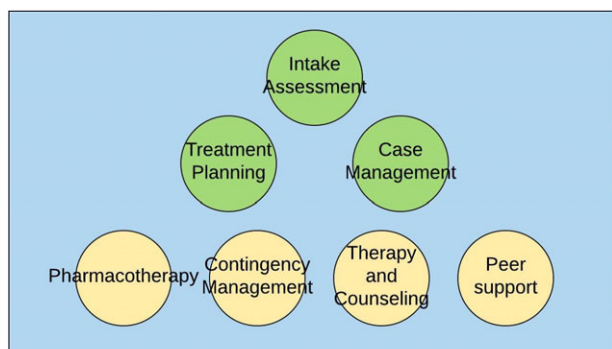 Intake
Assessment
Treatment
Planning
Case
Management
Pharmacotherapy
Contingency
Management
Therapy
and
Counseling
Peer
support